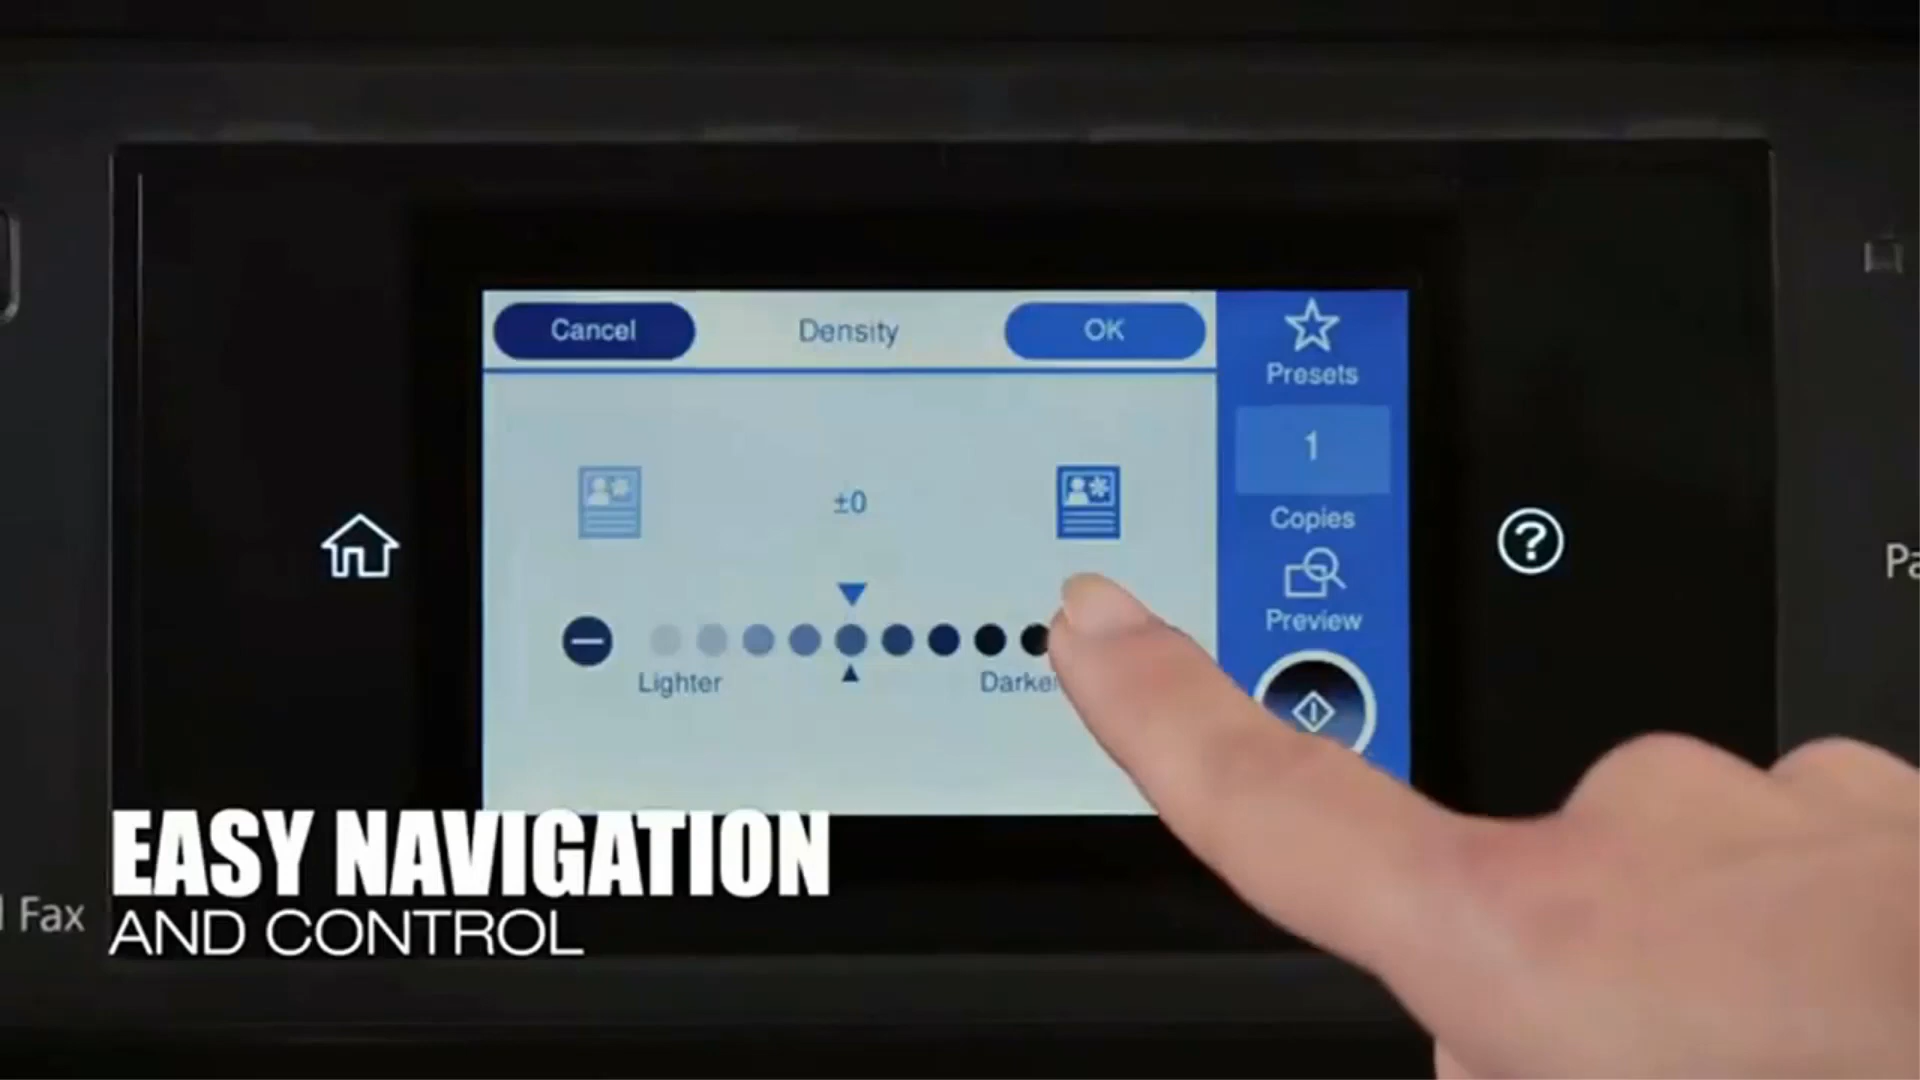 Cancel
Density
OK
Presets
1
Copies
±0
Preview
Lighter
Darker
EASY NAVIGATION
Fax
AND CONTROL